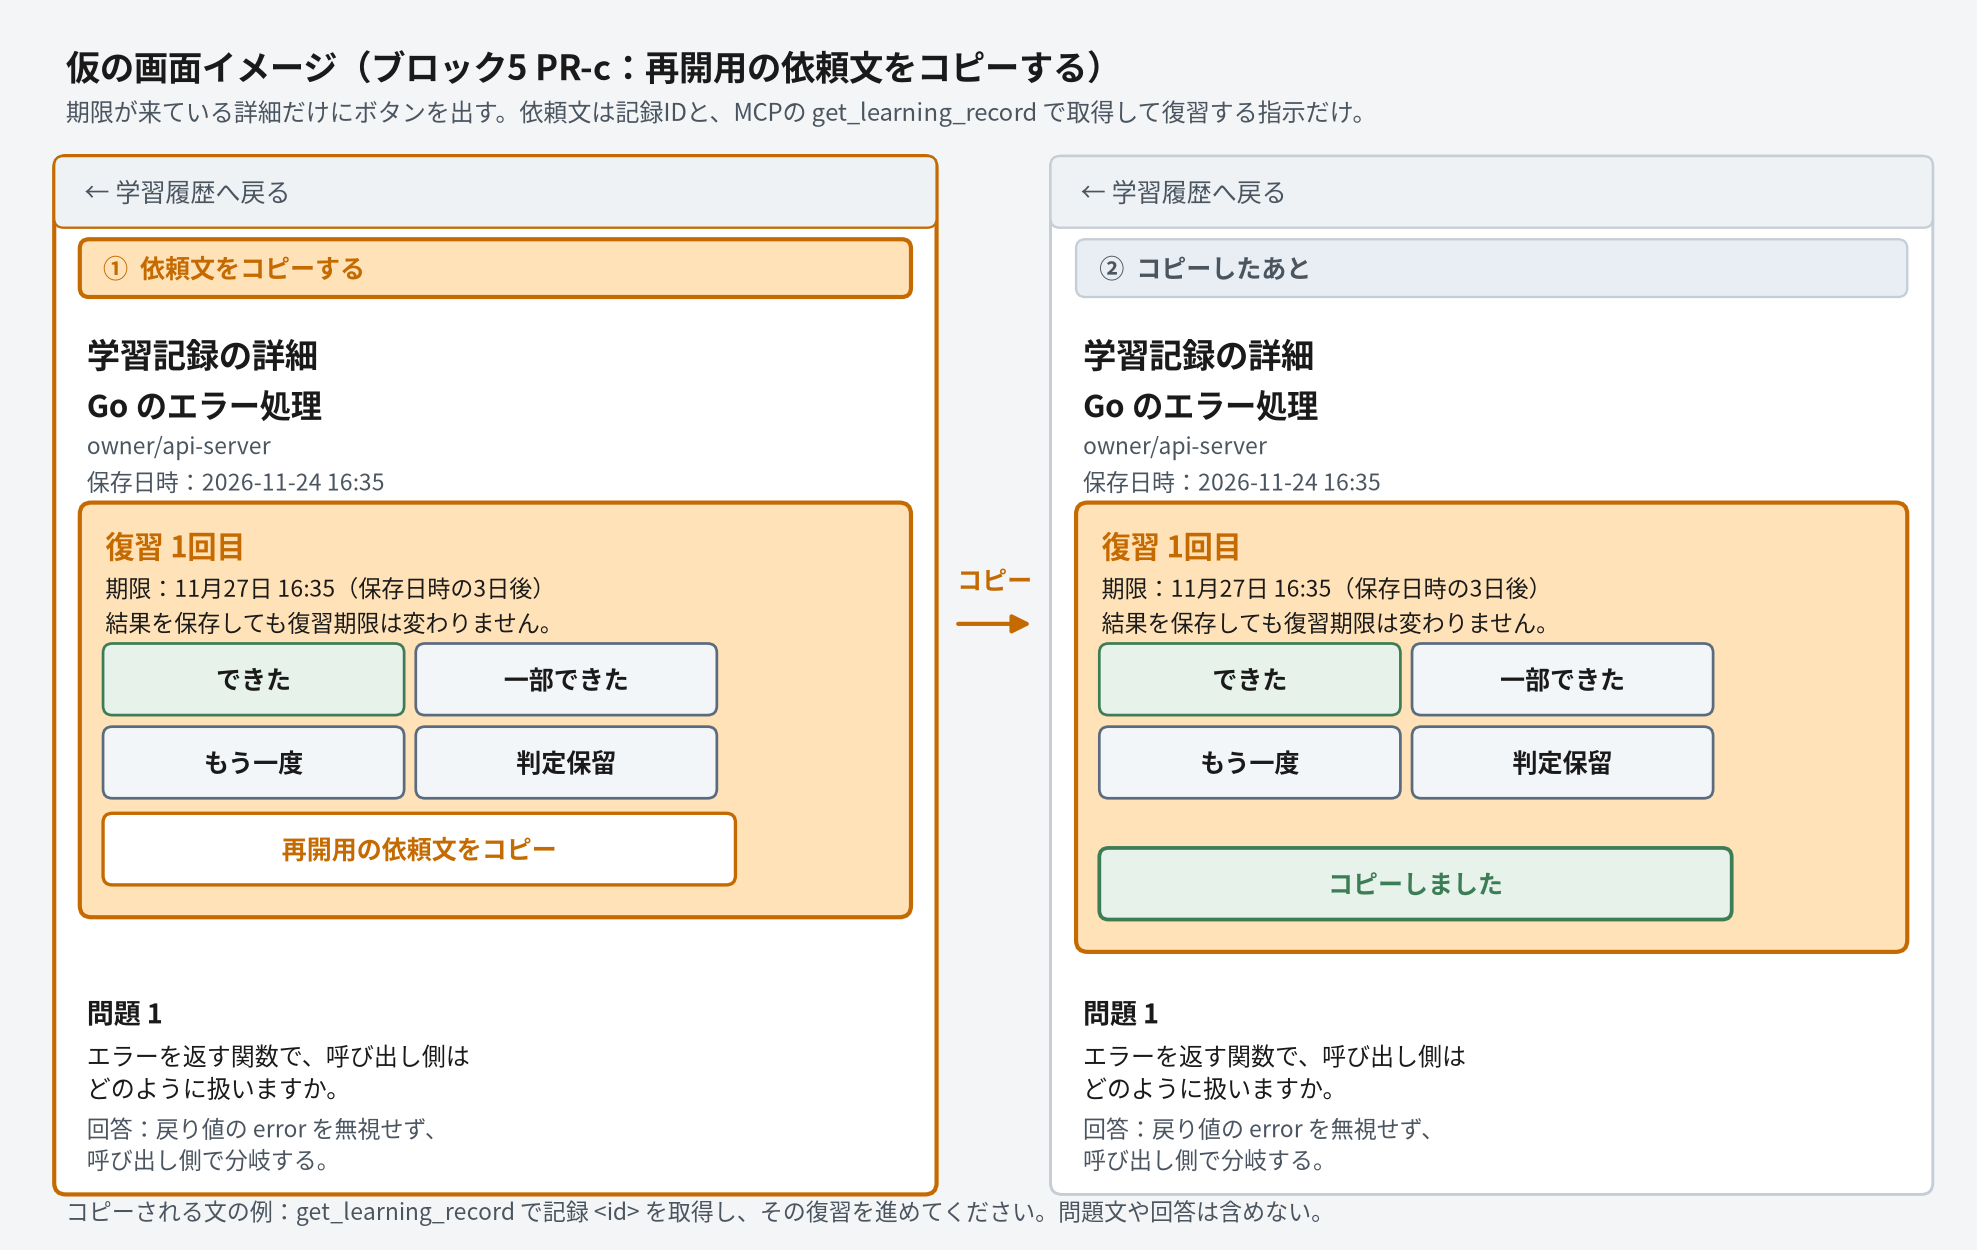 仮の画面イメージ（ブロック5 PR-c：再開用の依頼文をコピーする）
期限が来ている詳細だけにボタンを出す。依頼文は記録IDと、MCPの get_learning_record で取得して復習する指示だけ。
← 学習履歴へ戻る
① 依頼文をコピーする
学習記録の詳細
Go のエラー処理
owner/api-server
保存日時：2026-11-24 16:35
復習 1回目
期限：11月27日 16:35（保存日時の3日後）
結果を保存しても復習期限は変わりません。
できた
一部できた
もう一度
判定保留
再開用の依頼文をコピー
問題 1
エラーを返す関数で、呼び出し側は
どのように扱いますか。
回答：戻り値の error を無視せず、
呼び出し側で分岐する。
コピー
← 学習履歴へ戻る
② コピーしたあと
学習記録の詳細
Go のエラー処理
owner/api-server
保存日時：2026-11-24 16:35
復習 1回目
期限：11月27日 16:35（保存日時の3日後）
結果を保存しても復習期限は変わりません。
できた
一部できた
もう一度
判定保留
コピーしました
問題 1
エラーを返す関数で、呼び出し側は
どのように扱いますか。
回答：戻り値の error を無視せず、
呼び出し側で分岐する。
コピーされる文の例：get_learning_record で記録 <id> を取得し、その復習を進めてください。問題文や回答は含めない。